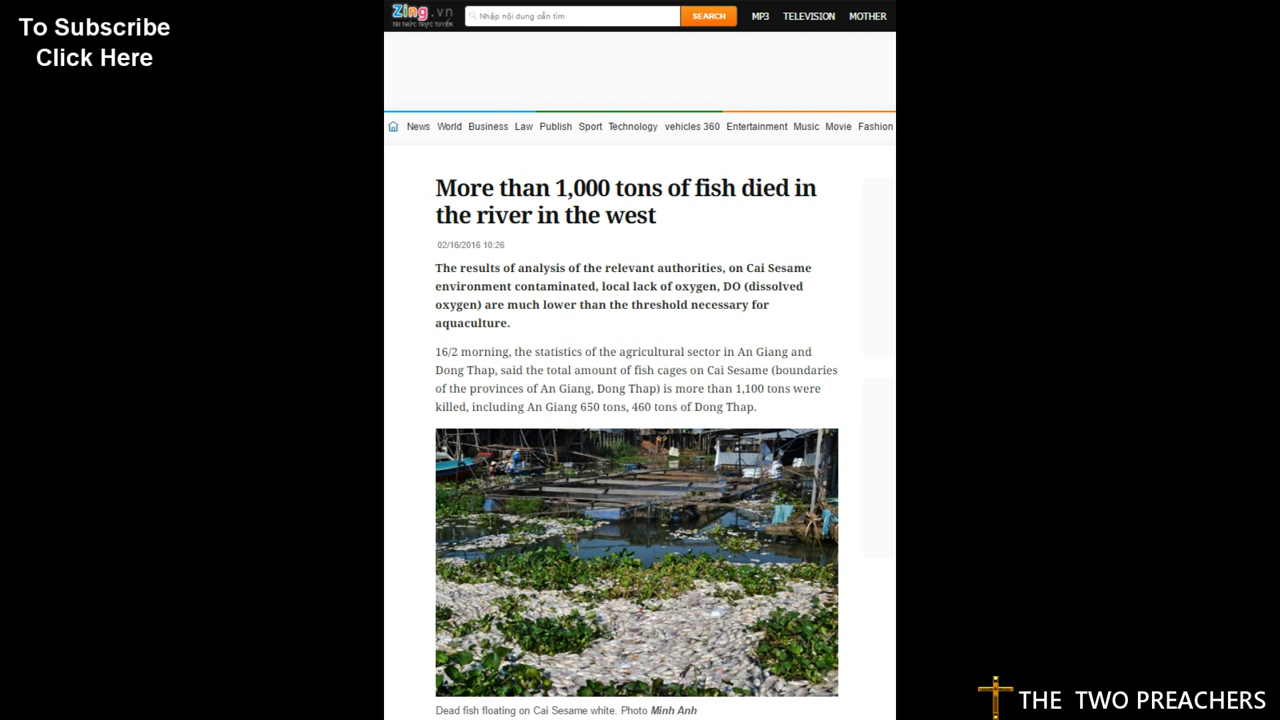 To Subscribe
Click Here
Zing.vn
TRI THỨC TRỰC TUYẾN
Nhập nội dung cần tìm
SEARCH
MP3 TELEVISION MOTHER
News World Business Law Publish Sport Technology vehicles 360 Entertainment Music Movie Fashion
More than 1,000 tons of fish died in
the river in the west
02/16/2016 10:26
The results of analysis of the relevant authorities, on Cai Sesame
environment contaminated, local lack of oxygen, DO (dissolved
oxygen) are much lower than the threshold necessary for
aquaculture.
16/2 morning, the statistics of the agricultural sector in An Giang and
Dong Thap, said the total amount of fish cages on Cai Sesame (boundaries
of the provinces of An Giang, Dong Thap) is more than 1,100 tons were
killed, including An Giang 650 tons, 460 tons of Dong Thap.
Dead fish floating on Cai Sesame white. Photo Minh Anh
THE TWO PREACHERS